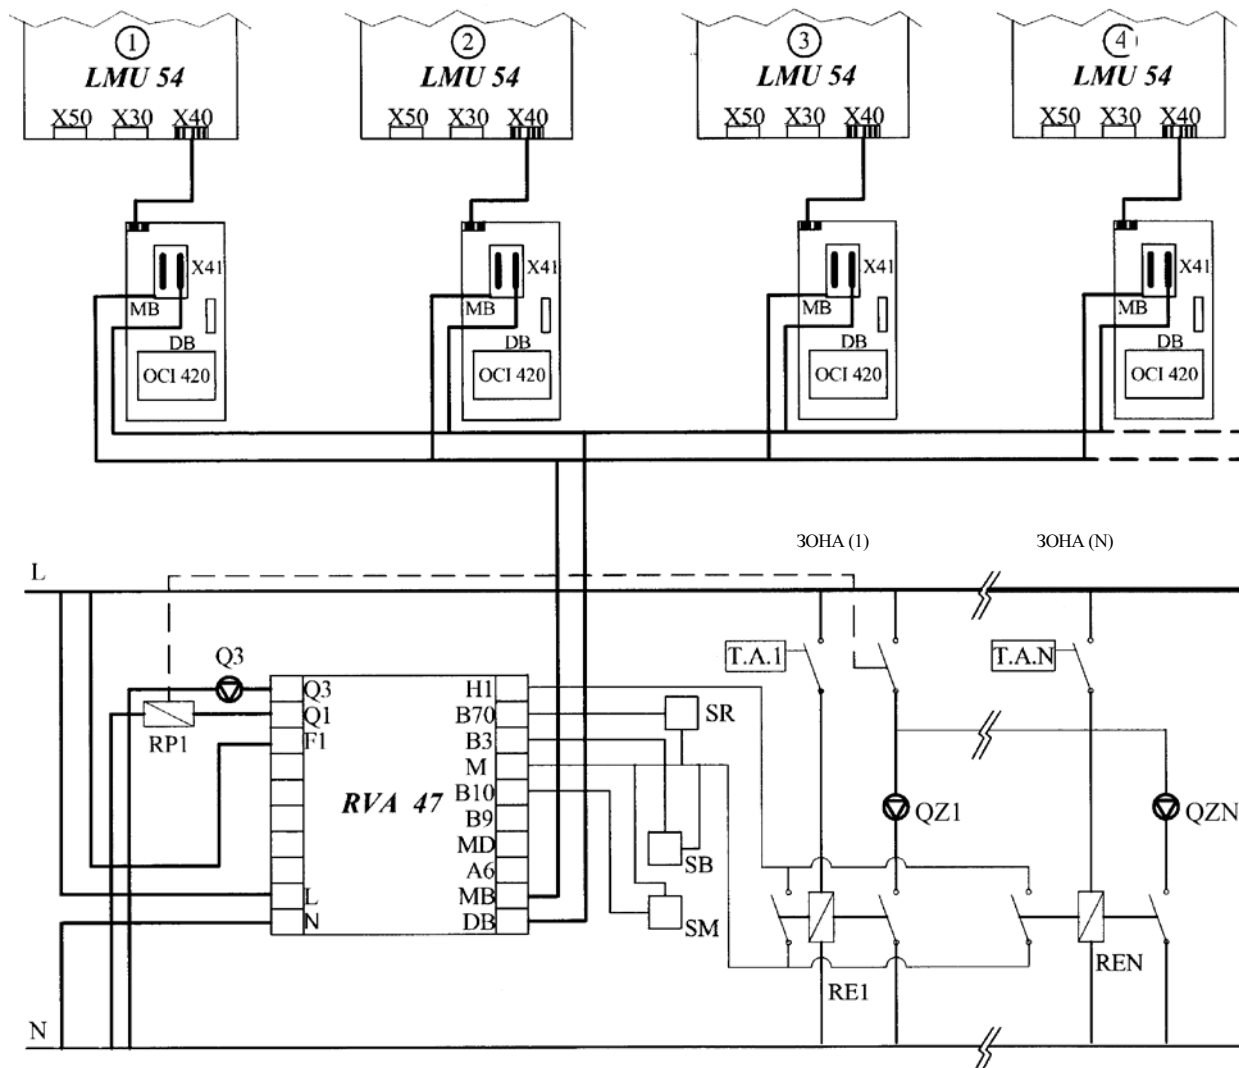 1 2 3 4
LMU 54 LMU 54 LMU 54 LMU 54
X50 X30 X40 X50 X30 X40 X50 X30 X40 X50 X30 X40
X41 X41 X41 X41
MB MB MB MB
DB DB DB DB
OCI 420 OCI 420 OCI 420 OCI 420
ЗОНА (1) ЗОНА (N)
L
Q3
T.A.1 T.A.N
Q3 H1
Q1 B70 SR
RP1 F1 B3
M
RVA 47 B10
QZ1 QZN
B9
MD
SB
A6
L MB
N DB SM
RE1 REN
N